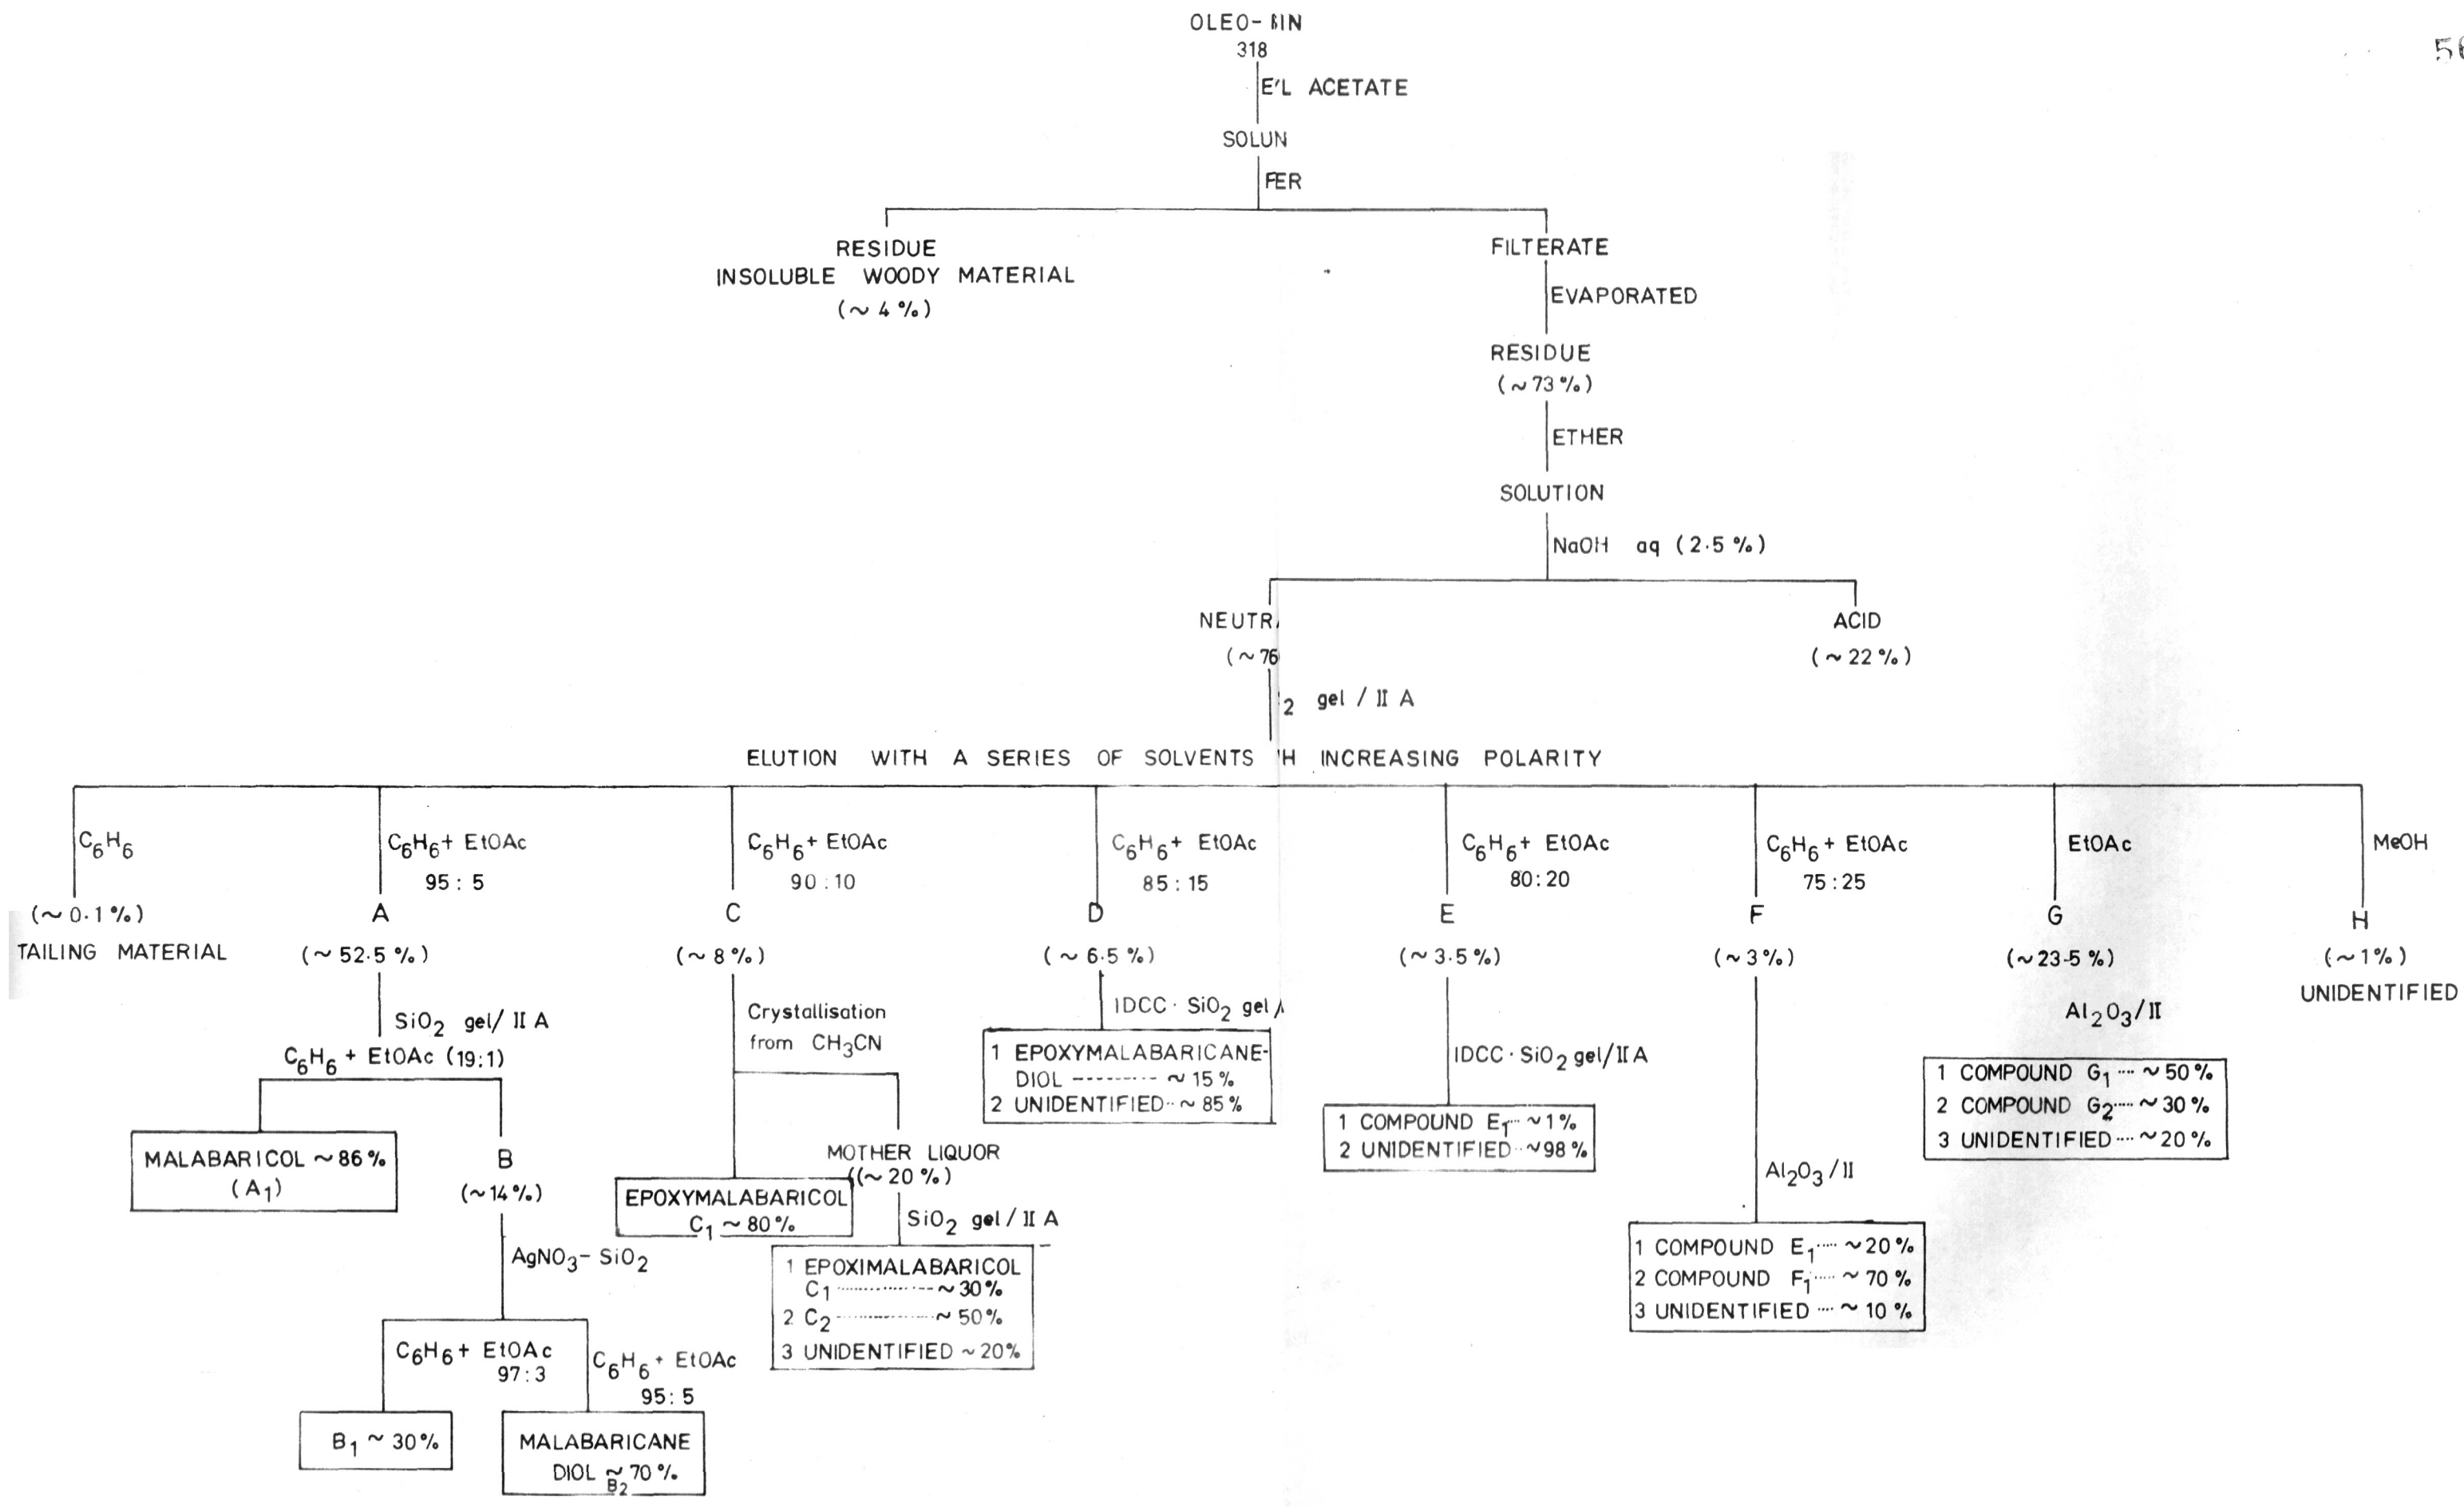 OLEO-
318
ACETATE
SOLUN
RESIDUE
INSOLUBLE WOODY MATERIAL
(~ 4 %)
FILTERATE
EVAPORATED
RESIDUE
(~73 %)
ETHER
SOLUTION
NaOH aq (2.5 %)
NEUTR
(~76
ACID
(~22 %)
2 gel / II A
ELUTION WITH A SERIES OF SOLVENTS H INCREASING POLARITY
C6H6
(~0.1 %)
TAILING MATERIAL
C6H6 + EtOAc
95 : 5
A
(~ 52.5 %)
SiO2 gel / II A
C6H6 + EtOAc (19:1)
MALABARICOL ~ 86 %
(A1)
B
(~14 %)
AgNO3 - SiO2
C6H6 + EtOAc
97 : 3
B1 ~ 30 %
C6H6 + EtOAc
95 : 5
MALABARICANE
DIOL ~ 70 %
B2
C6H6 + EtOAc
90 : 10
C
(~ 8 %)
Crystallisation
from CH3CN
EPOXYMALABARICOL
C1 ~ 80 %
MOTHER LIQUOR
((~ 20 %)
SiO2 gel / II A
1 EPOXIMALABARICOL
C1 ------------ ~ 30 %
2 C2 ------------ ~ 50 %
3 UNIDENTIFIED ~ 20%
C6H6 + EtOAc
85 : 15
D
(~ 6.5 %)
IDCC · SiO2 gel /
1 EPOXYMALABARICANE-
DIOL ---------- ~ 15 %
2 UNIDENTIFIED -- ~ 85 %
C6H6 + EtOAc
80:20
E
(~ 3.5 %)
IDCC · SiO2 gel / II A
1 COMPOUND E1 --- ~1 %
2 UNIDENTIFIED -- ~98 %
C6H6 + EtOAc
75 : 25
F
(~ 3 %)
Al2O3 / II
1 COMPOUND E1 ---- ~20 %
2 COMPOUND F1 ---- ~ 70 %
3 UNIDENTIFIED ---- ~ 10 %
EtOAc
G
(~23-5 %)
Al2O3 / II
1 COMPOUND G1 ---- ~ 50 %
2 COMPOUND G2 ---- ~ 30 %
3 UNIDENTIFIED ---- ~ 20 %
MeOH
H
(~1 %)
UNIDENTIFIED